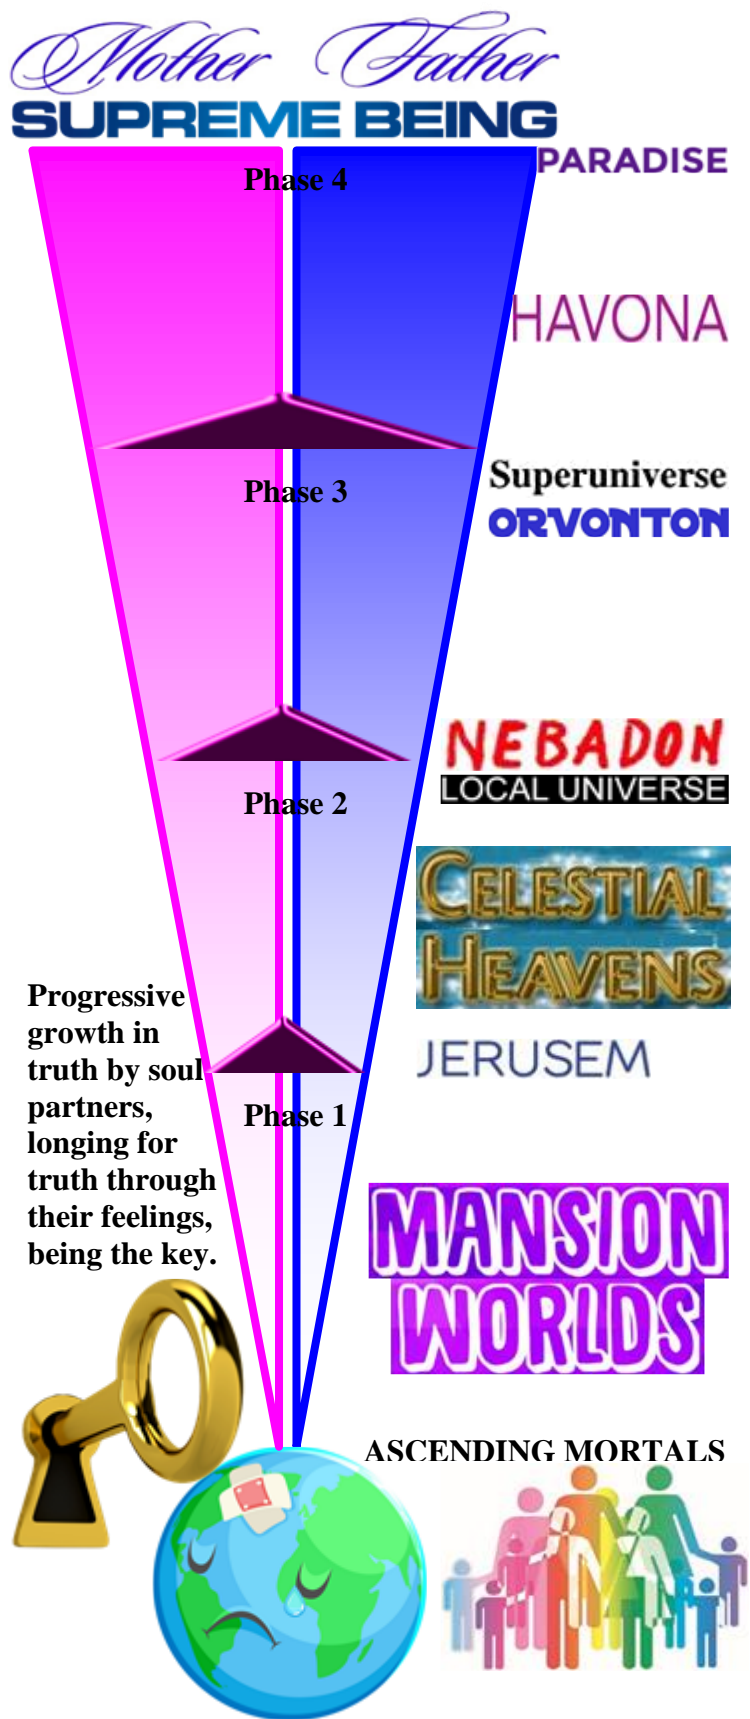 Mother Father
SUPREME BEING
PARADISE
Phase 4
HAVONA
Superuniverse
Phase 3
ORVONTON
NEBADON
LOCAL UNIVERSE
Phase 2
CELESTIAL
HEAVENS
Progressive
growth in
truth by soul
partners,
longing for
truth through
their feelings,
being the key.
JERUSEM
Phase 1
MANSION
WORLDS
ASCENDING MORTALS